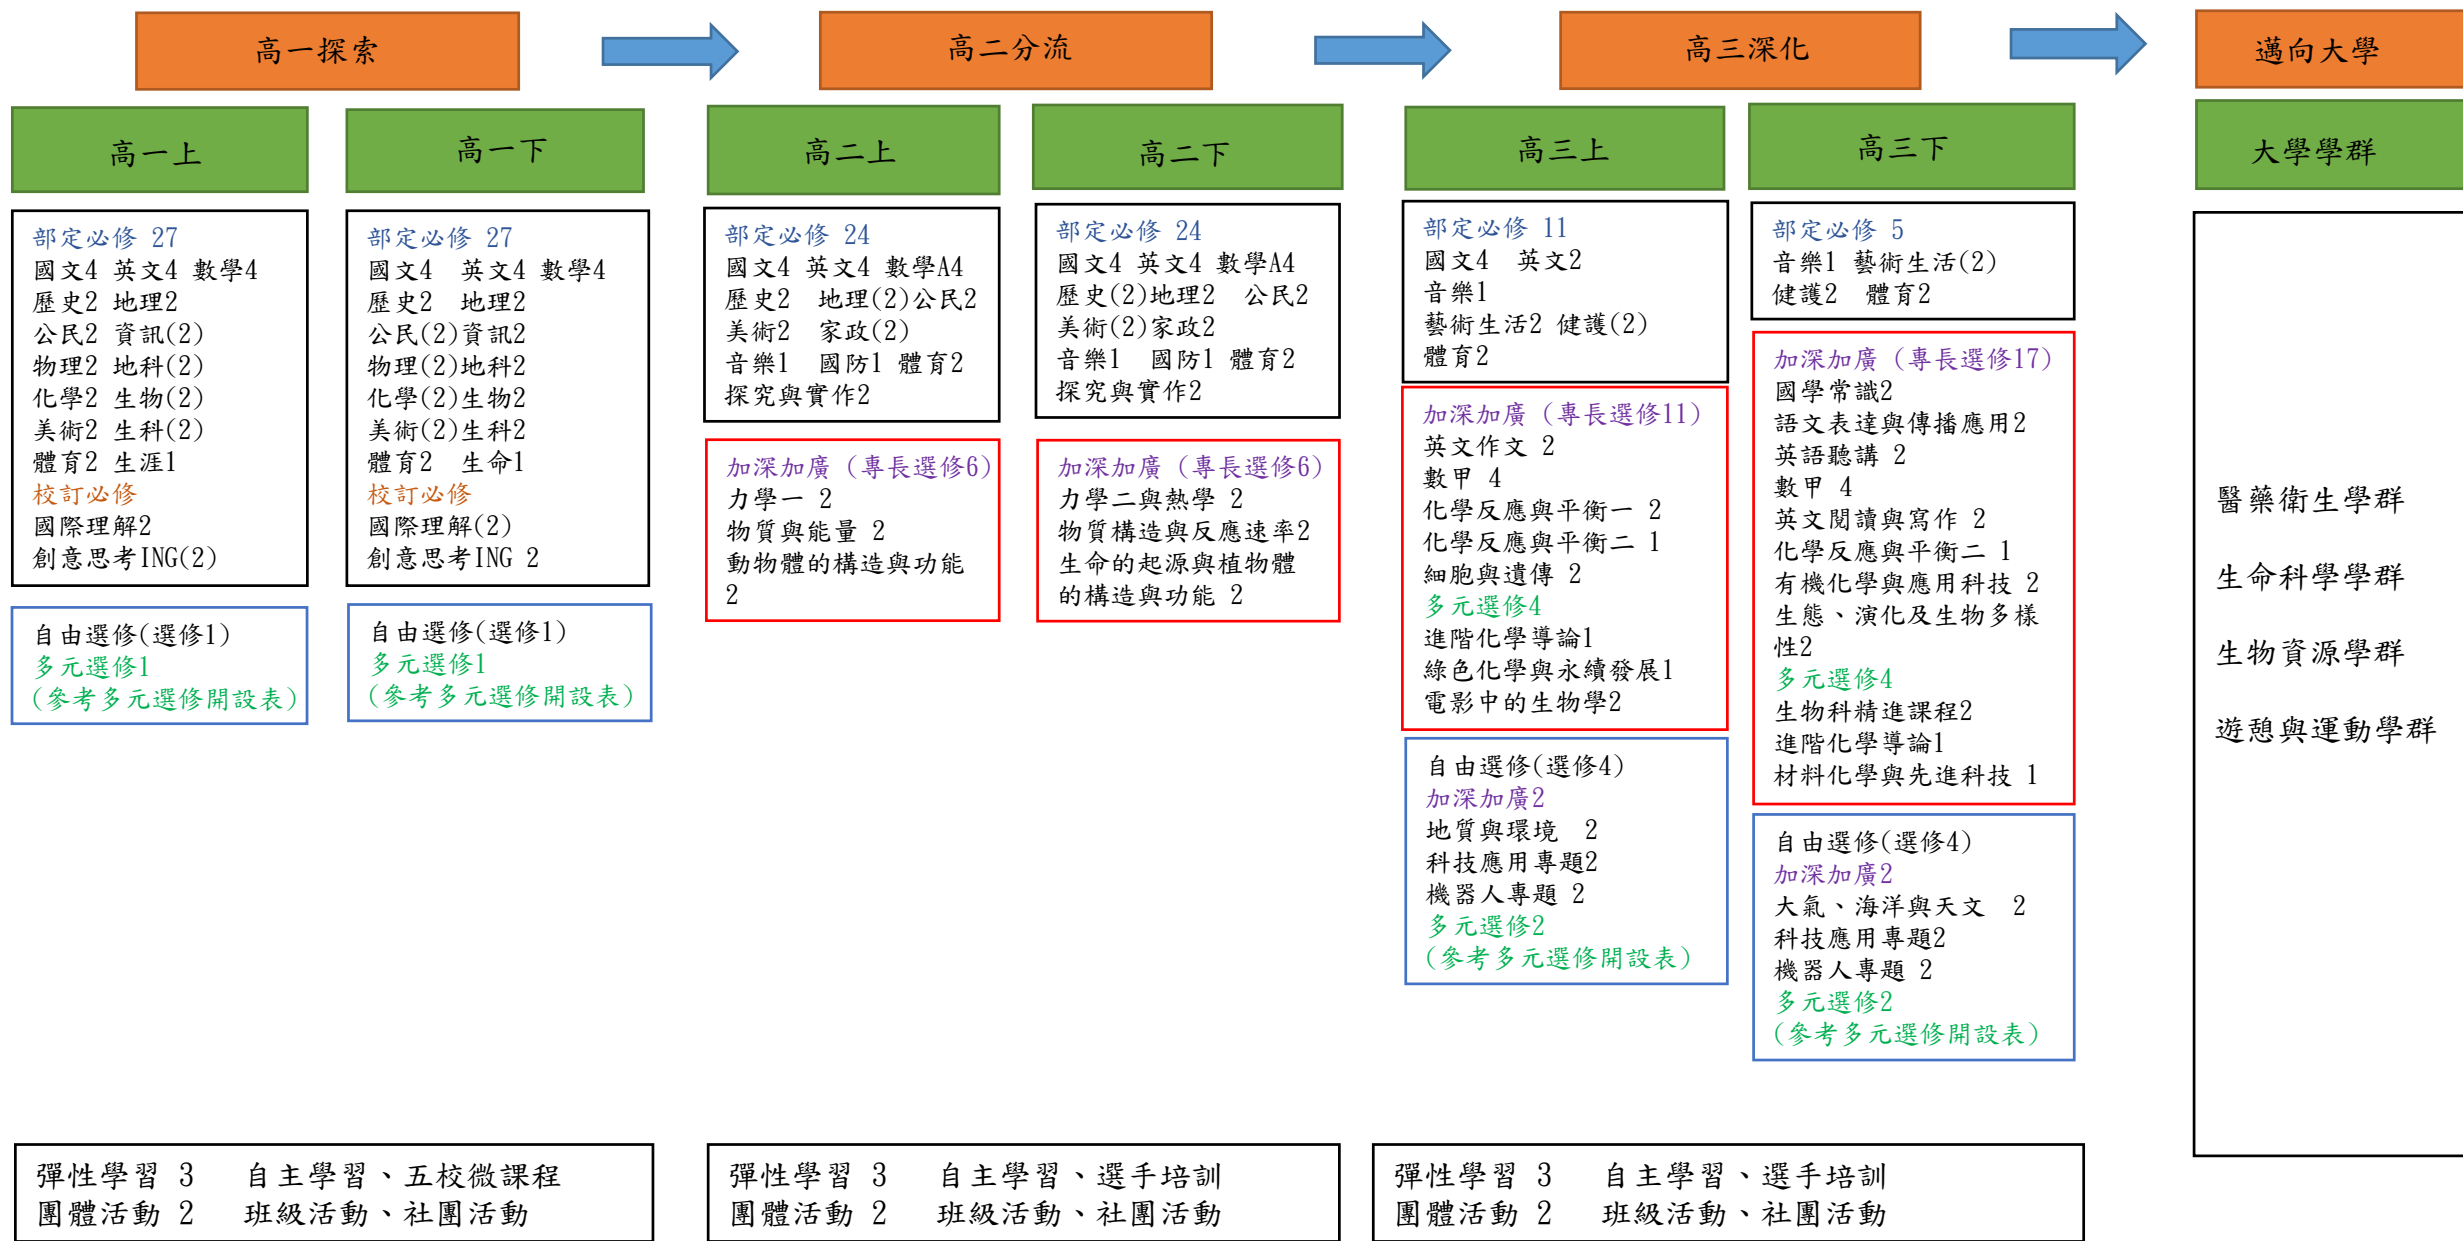 高一探索
高二分流
高三深化
邁向大學
高一上
高一下
高二上
高二下
高三上
高三下
大學學群
部定必修 27
國文4 英文4 數學4
歷史2 地理2
公民2 資訊(2)
物理2 地科(2)
化學2 生物(2)
美術2 生科(2)
體育2 生涯1
校訂必修
國際理解2
創意思考ING(2)
自由選修(選修1)
多元選修1
(參考多元選修開設表)
部定必修 27
國文4 英文4 數學4
歷史2 地理2
公民(2)資訊2
物理(2)地科2
化學(2)生物2
美術(2)生科2
體育2 生命1
校訂必修
國際理解(2)
創意思考ING 2
自由選修(選修1)
多元選修1
(參考多元選修開設表)
部定必修 24
國文4 英文4 數學A4
歷史2 地理(2)公民2
美術2 家政(2)
音樂1 國防1 體育2
探究與實作2
加深加廣 (專長選修6)
力學一 2
物質與能量 2
動物體的構造與功能
2
部定必修 24
國文4 英文4 數學A4
歷史(2)地理2 公民2
美術(2)家政2
音樂1 國防1 體育2
探究與實作2
加深加廣 (專長選修6)
力學二與熱學 2
物質構造與反應速率2
生命的起源與植物體
的構造與功能 2
部定必修 11
國文4 英文2
音樂1
藝術生活2 健護(2)
體育2
加深加廣 (專長選修11)
英文作文 2
數甲 4
化學反應與平衡一 2
化學反應與平衡二 1
細胞與遺傳 2
多元選修4
進階化學導論1
綠色化學與永續發展1
電影中的生物學2
自由選修(選修4)
加深加廣2
地質與環境 2
科技應用專題2
機器人專題 2
多元選修2
(參考多元選修開設表)
部定必修 5
音樂1 藝術生活(2)
健護2 體育2
加深加廣 (專長選修17)
國學常識2
語文表達與傳播應用2
英語聽講 2
數甲 4
英文閱讀與寫作 2
化學反應與平衡二 1
有機化學與應用科技 2
生態、演化及生物多樣
性2
多元選修4
生物科精進課程2
進階化學導論1
材料化學與先進科技 1
自由選修(選修4)
加深加廣2
大氣、海洋與天文 2
科技應用專題2
機器人專題 2
多元選修2
(參考多元選修開設表)
醫藥衛生學群
生命科學學群
生物資源學群
遊憩與運動學群
彈性學習 3 自主學習、五校微課程
團體活動 2 班級活動、社團活動
彈性學習 3 自主學習、選手培訓
團體活動 2 班級活動、社團活動
彈性學習 3 自主學習、選手培訓
團體活動 2 班級活動、社團活動